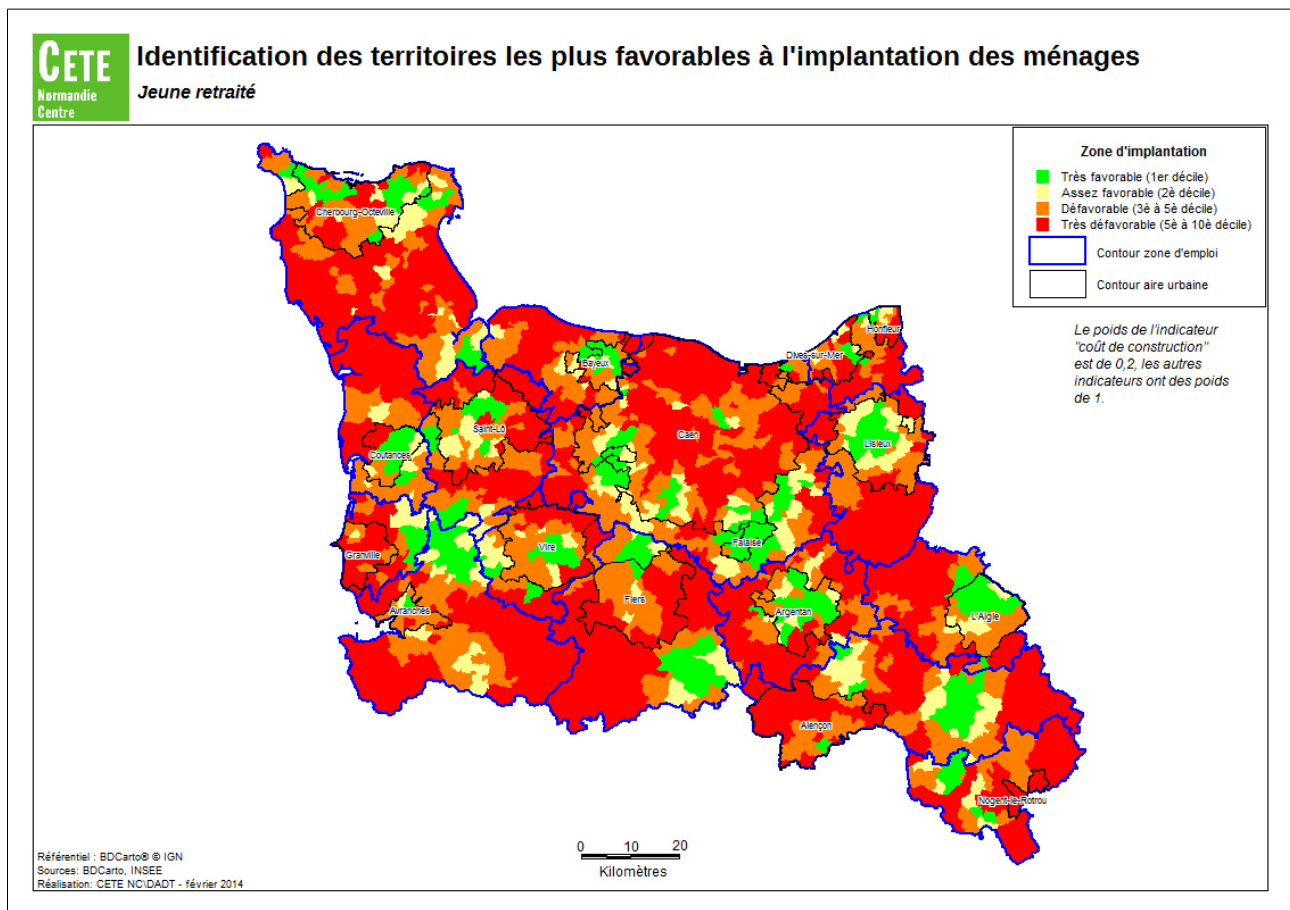 CETE
Normandie
Centre
Identification des territoires les plus favorables à l'implantation des ménages
Jeune retraité
Zone d'implantation
Très favorable (1er décile)
Assez favorable (2è décile)
Défavorable (3è à 5è décile)
Très défavorable (5è à 10è décile)
Contour zone d'emploi
Contour aire urbaine
Le poids de l'indicateur
"coût de construction"
est de 0,2, les autres
indicateurs ont des poids
de 1.
Cherbourg-Octeville
Honfleur
Dives-sur-Mer
Bayeux
Saint-Lô
Caen
Lisieux
Coutances
Falaise
Vire
Granville
Flers
Argentan
Avranches
L'Aigle
Alençon
Nogent-le-Rotrou
0 10 20
Kilomètres
Référentiel : BDCarto® © IGN
Sources: BDCarto, INSEE
Réalisation: CETE NC\DADT - février 2014